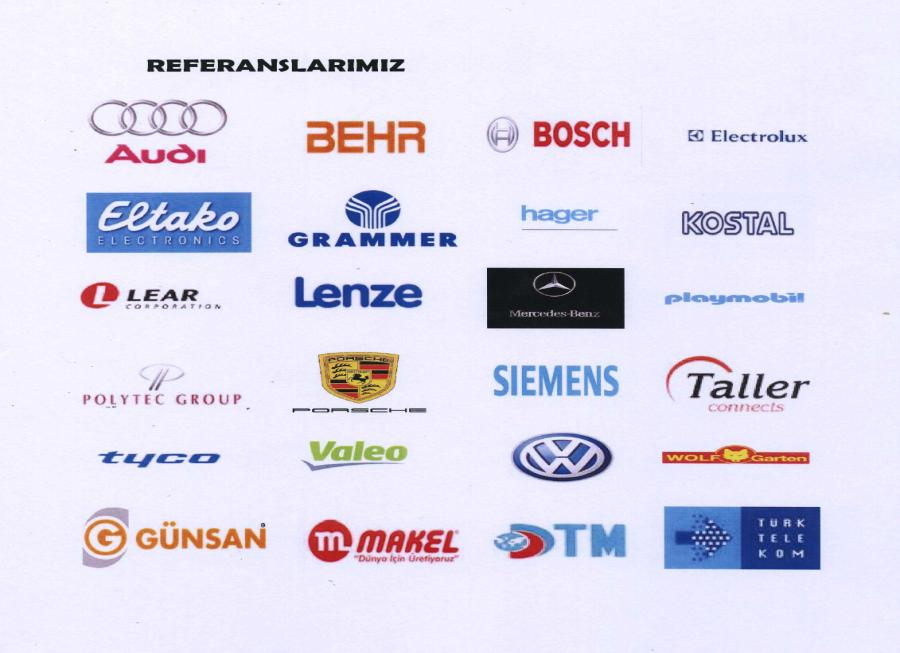 REFERANSLARIMIZ
Audi
BEHR
BOSCH
Electrolux
Eltako
ELECTRONICS
GRAMMER
hager
KOSTAL
LEAR
CORPORATION
Lenze
Mercedes-Benz
playmobil
POLYTEC GROUP
PORSCHE
PORSCHE
SIEMENS
Taller
connects
tyco
Valeo
VW
WOLF Garten
G GÜNSAN®
m MAKEL®
"Dünya İçin Üretiyoruz"
DTM
TÜRK
TELE
KOM